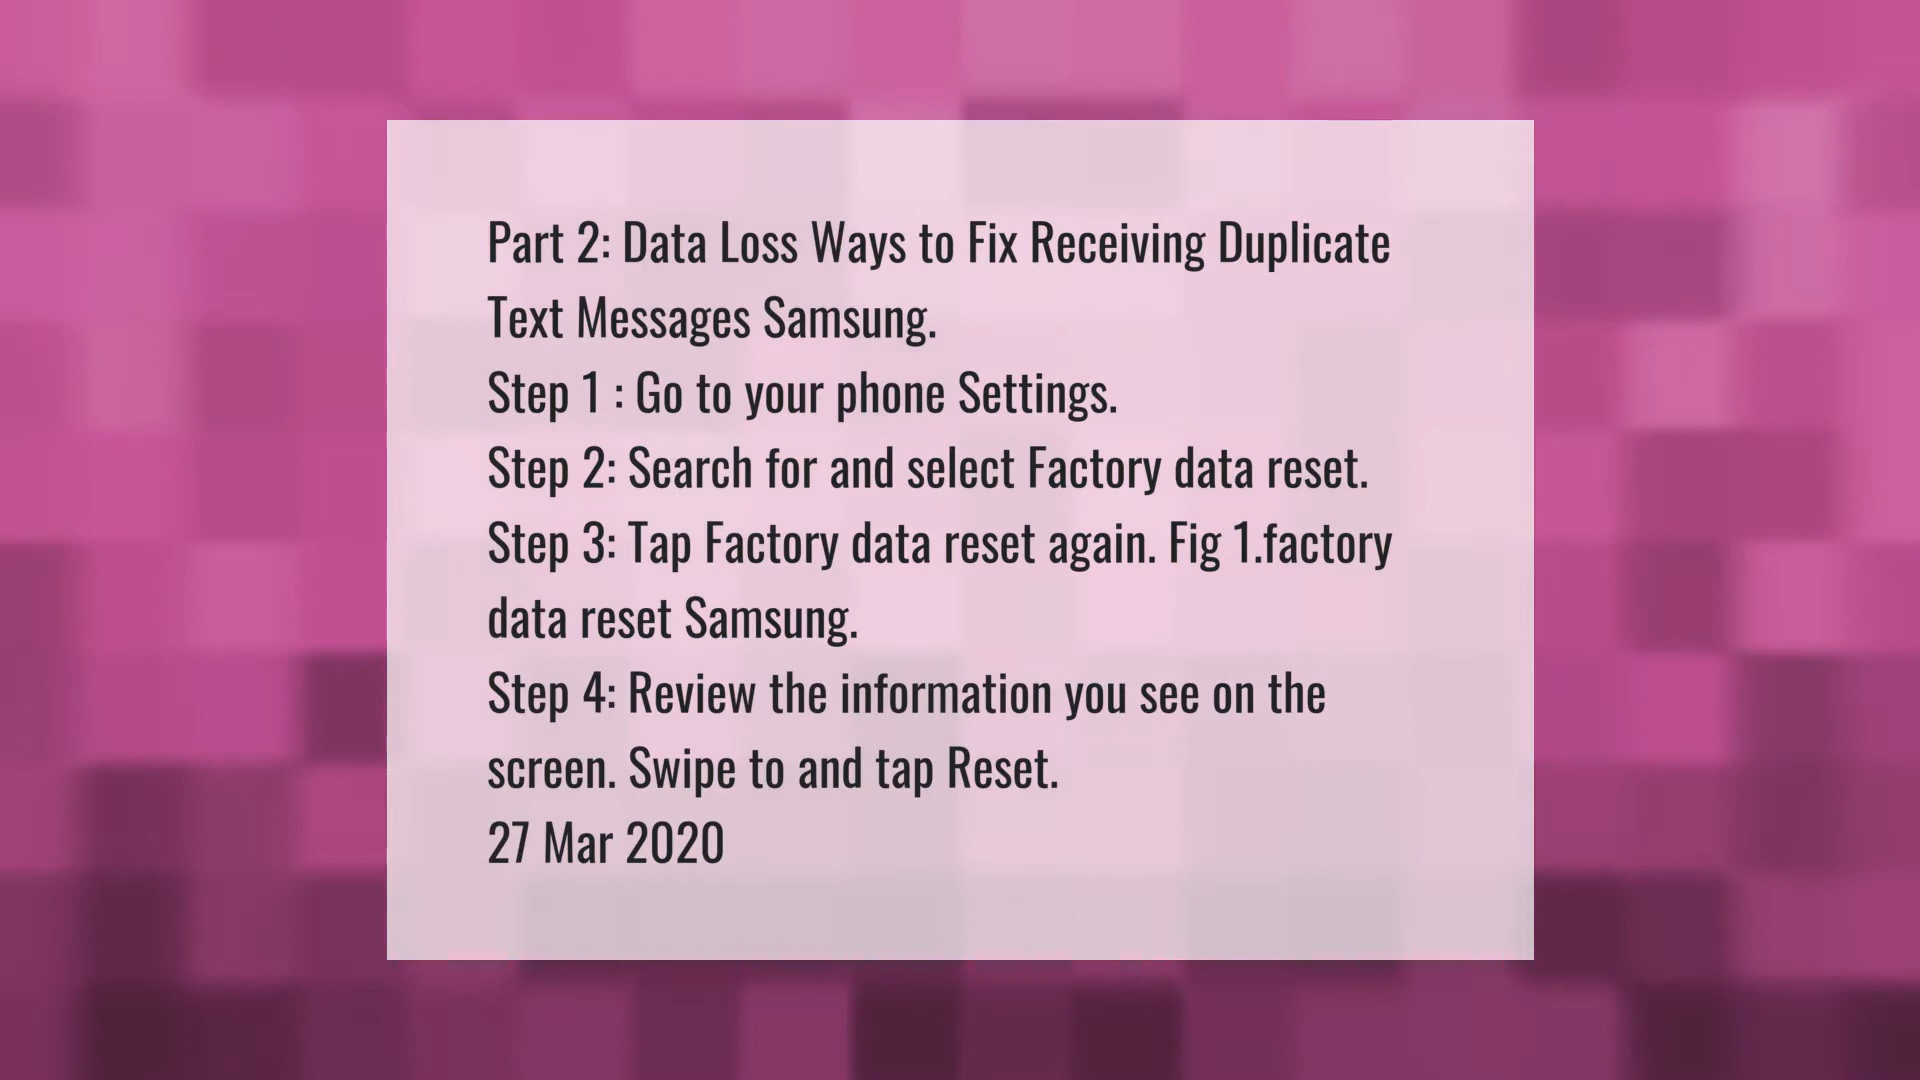 Part 2: Data Loss Ways to Fix Receiving Duplicate
Text Messages Samsung.
Step 1 : Go to your phone Settings.
Step 2: Search for and select Factory data reset.
Step 3: Tap Factory data reset again. Fig 1.factory
data reset Samsung.
Step 4: Review the information you see on the
screen. Swipe to and tap Reset.
27 Mar 2020